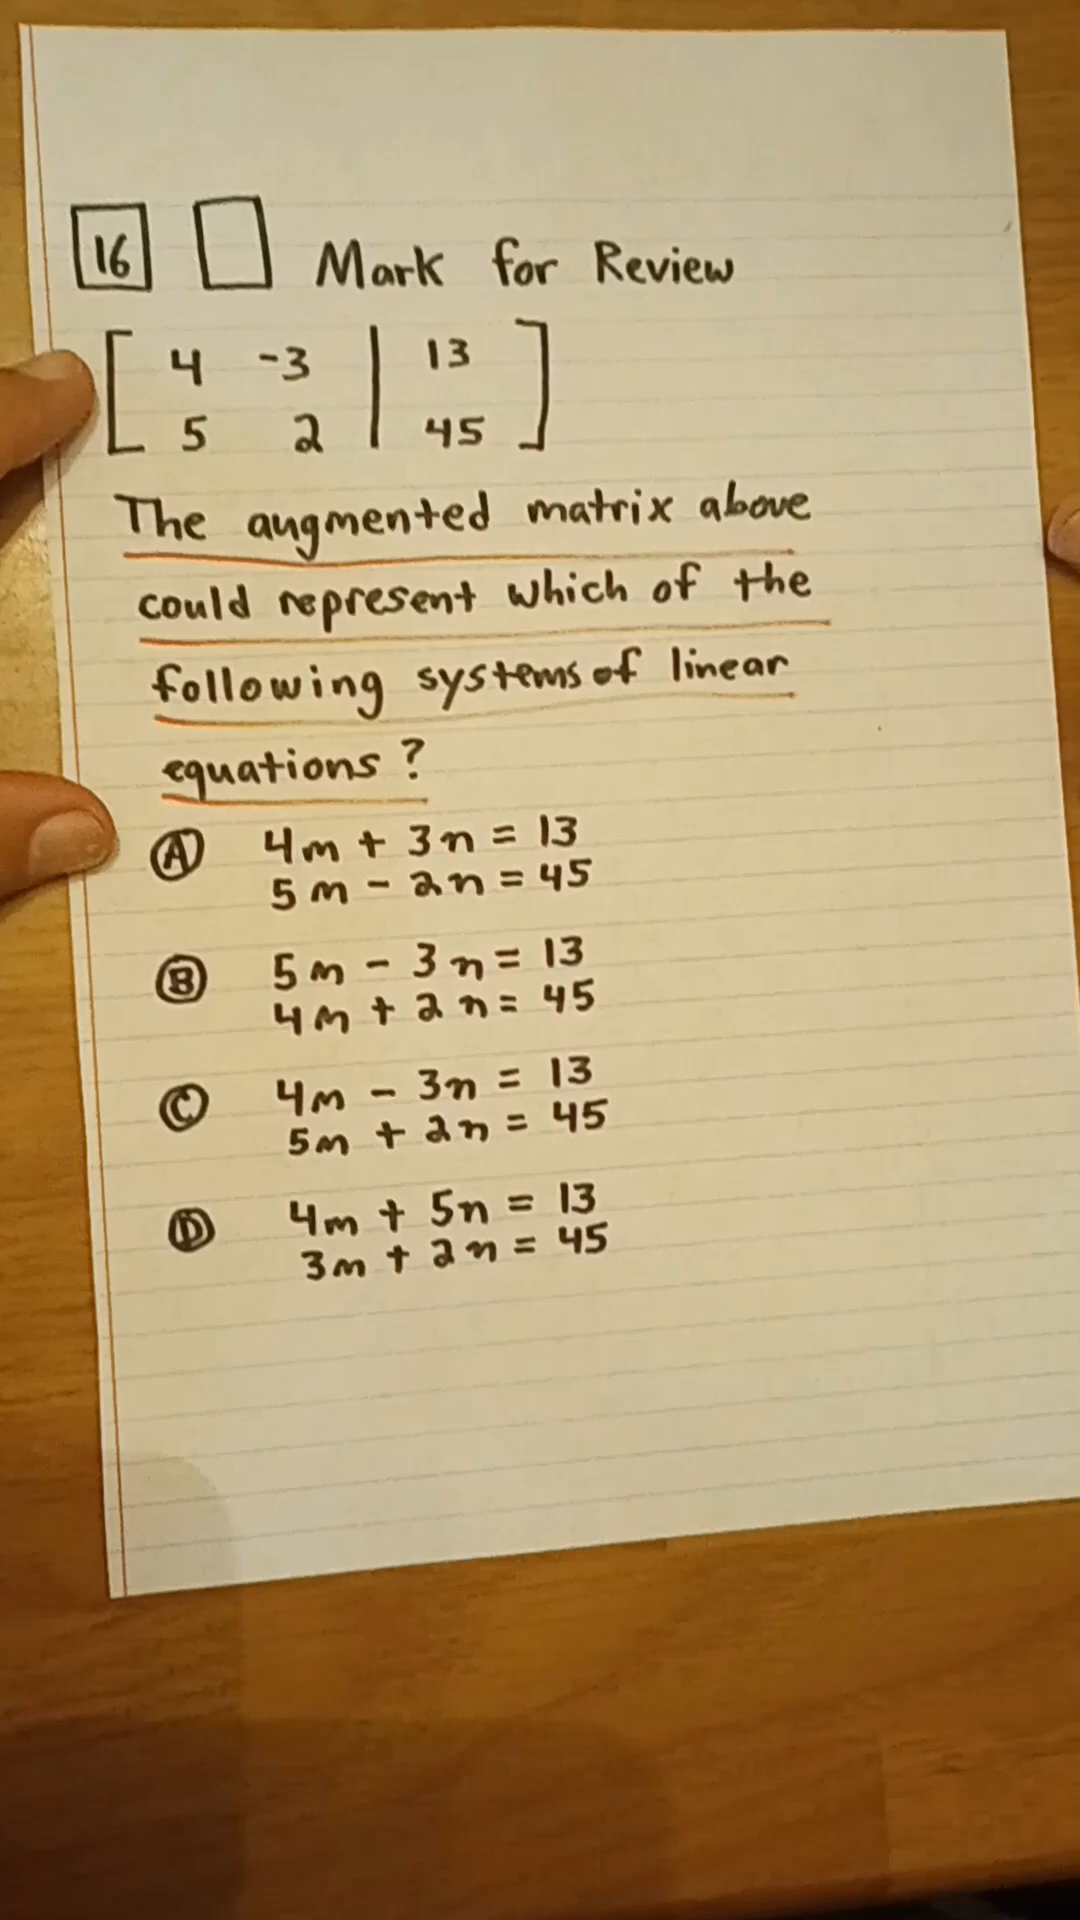 16 Mark for Review
4 -3 | 13
5 2 | 45
The augmented matrix above
could represent which of the
following systems of linear
equations?
A 4m + 3n = 13
5m - 2n = 45
B 5m - 3n = 13
4m + 2n = 45
C 4m - 3n = 13
5m + 2n = 45
D 4m + 5n = 13
3m + 2n = 45